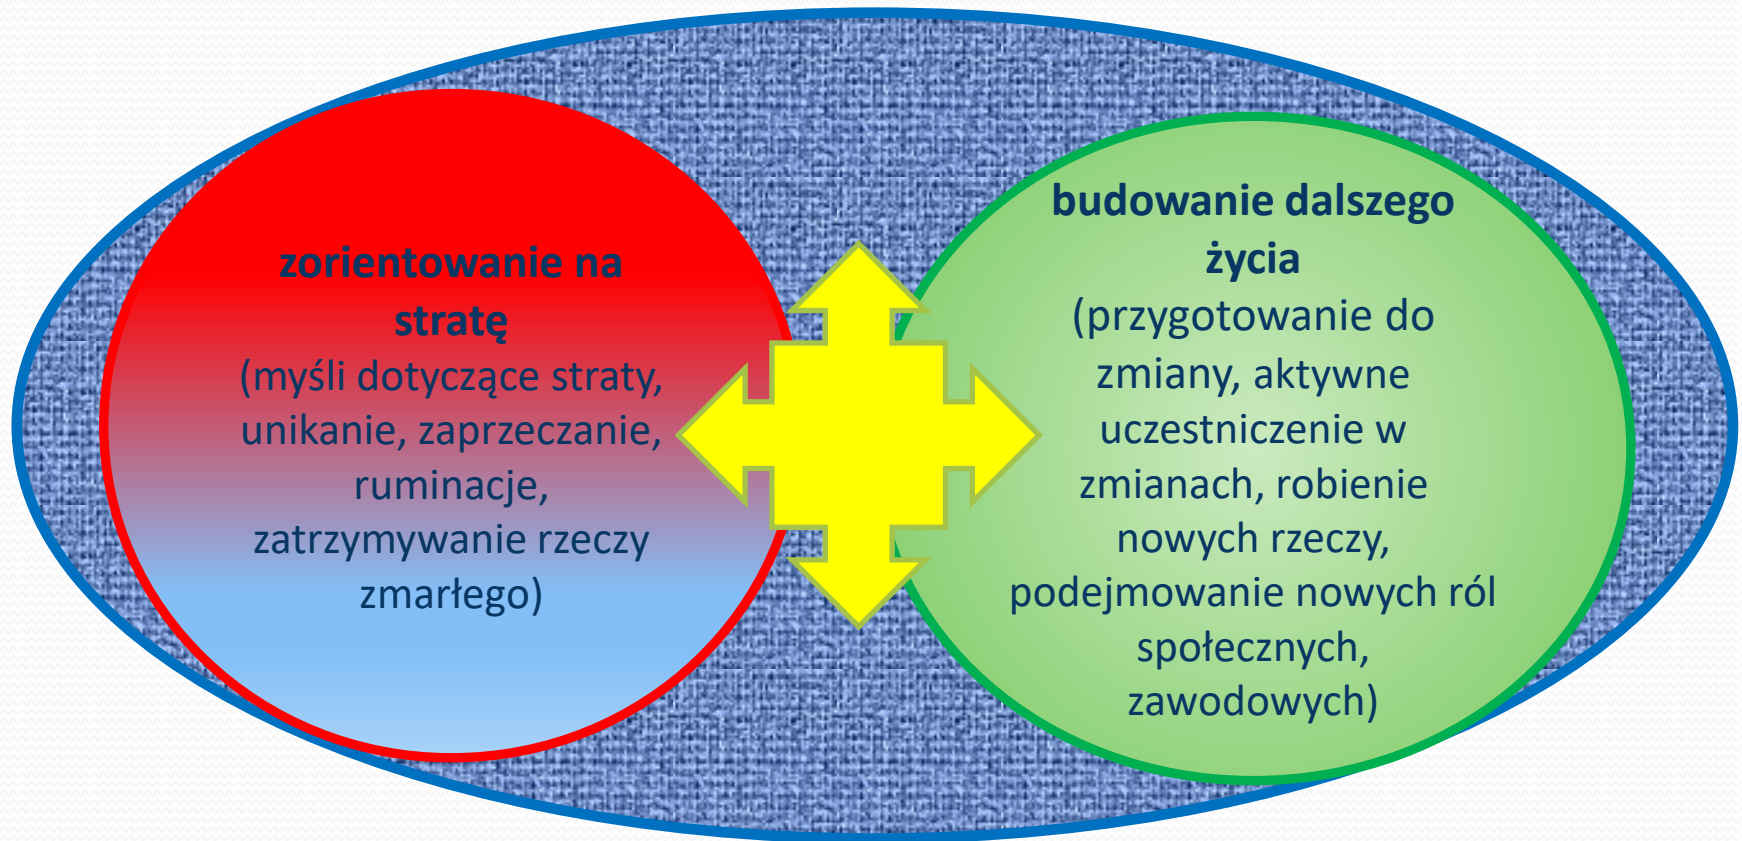 zorientowanie na
stratę
(myśli dotyczące straty,
unikanie, zaprzeczanie,
ruminacje,
zatrzymywanie rzeczy
zmarłego)
budowanie dalszego
życia
(przygotowanie do
zmiany, aktywne
uczestniczenie w
zmianach, robienie
nowych rzeczy,
podejmowanie nowych ról
społecznych,
zawodowych)